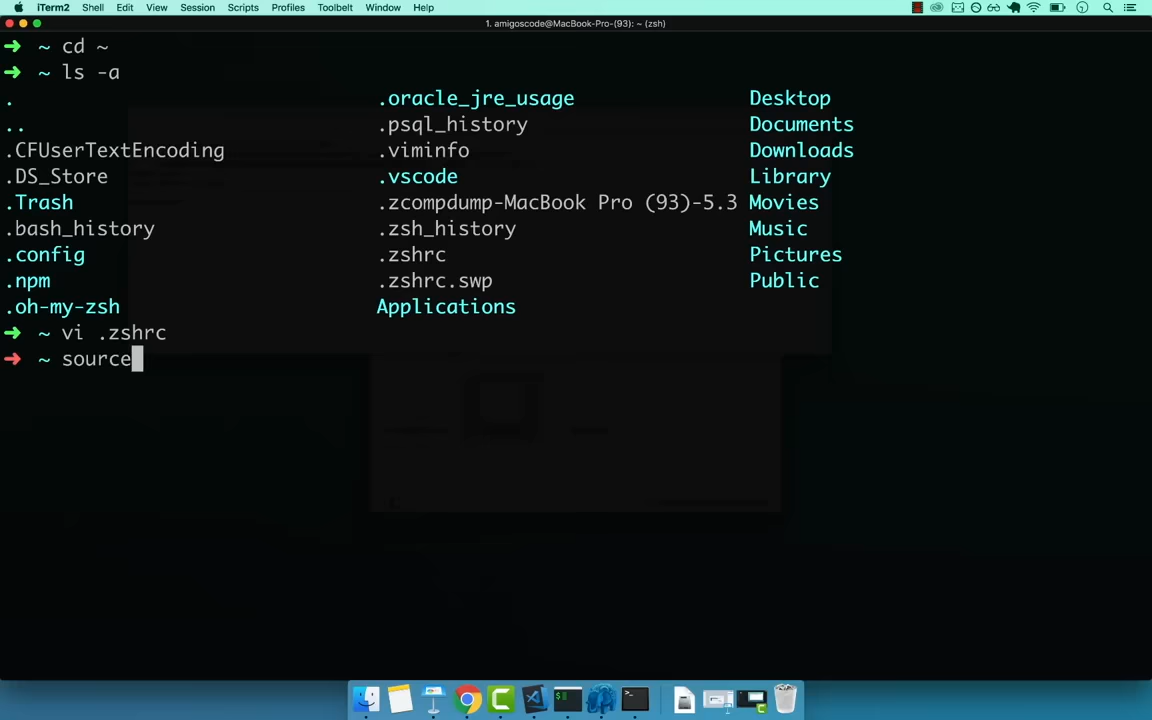 iTerm2 Shell Edit View Session Scripts Profiles Toolbelt Window Help
1. amigoscode@MacBook-Pro-(93): ~ (zsh)
➜ ~ cd ~
➜ ~ ls -a
. .oracle_jre_usage Desktop
.. .psql_history Documents
.CFUserTextEncoding .viminfo Downloads
.DS_Store .vscode Library
.Trash .zcompdump-MacBook Pro (93)-5.3 Movies
.bash_history .zsh_history Music
.config .zshrc Pictures
.npm .zshrc.swp Public
.oh-my-zsh Applications
➜ ~ vi .zshrc
➜ ~ source